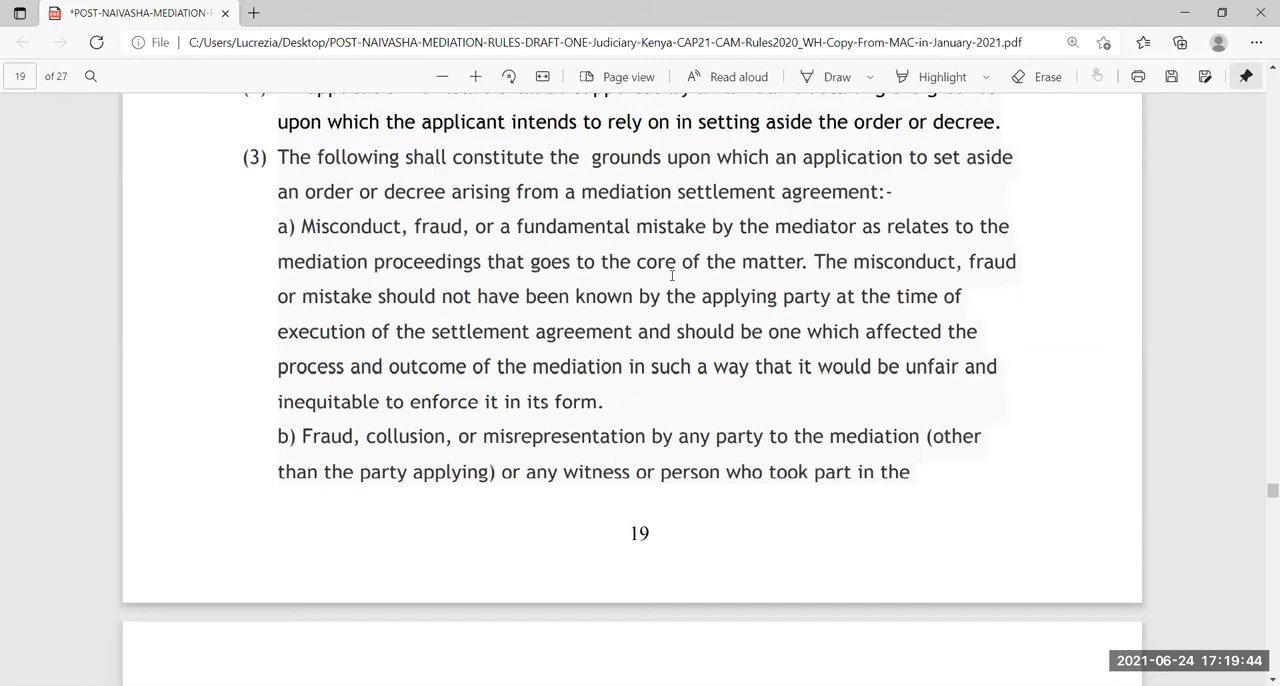 *POST-NAIVASHA-MEDIATION-
File
C:/Users/Lucrezia/Desktop/POST-NAIVASHA-MEDIATION-RULES-DRAFT-ONE-Judiciary-Kenya-CAP21-CAM-Rules2020_WH-Copy-From-MAC-in-January-2021.pdf
19 of 27
Page view
Read aloud
Draw
Highlight
Erase
upon which the applicant intends to rely on in setting aside the order or decree.
(3) The following shall constitute the grounds upon which an application to set aside
an order or decree arising from a mediation settlement agreement:-
a) Misconduct, fraud, or a fundamental mistake by the mediator as relates to the
mediation proceedings that goes to the core of the matter. The misconduct, fraud
or mistake should not have been known by the applying party at the time of
execution of the settlement agreement and should be one which affected the
process and outcome of the mediation in such a way that it would be unfair and
inequitable to enforce it in its form.
b) Fraud, collusion, or misrepresentation by any party to the mediation (other
than the party applying) or any witness or person who took part in the
19
2021-06-24 17:19:44